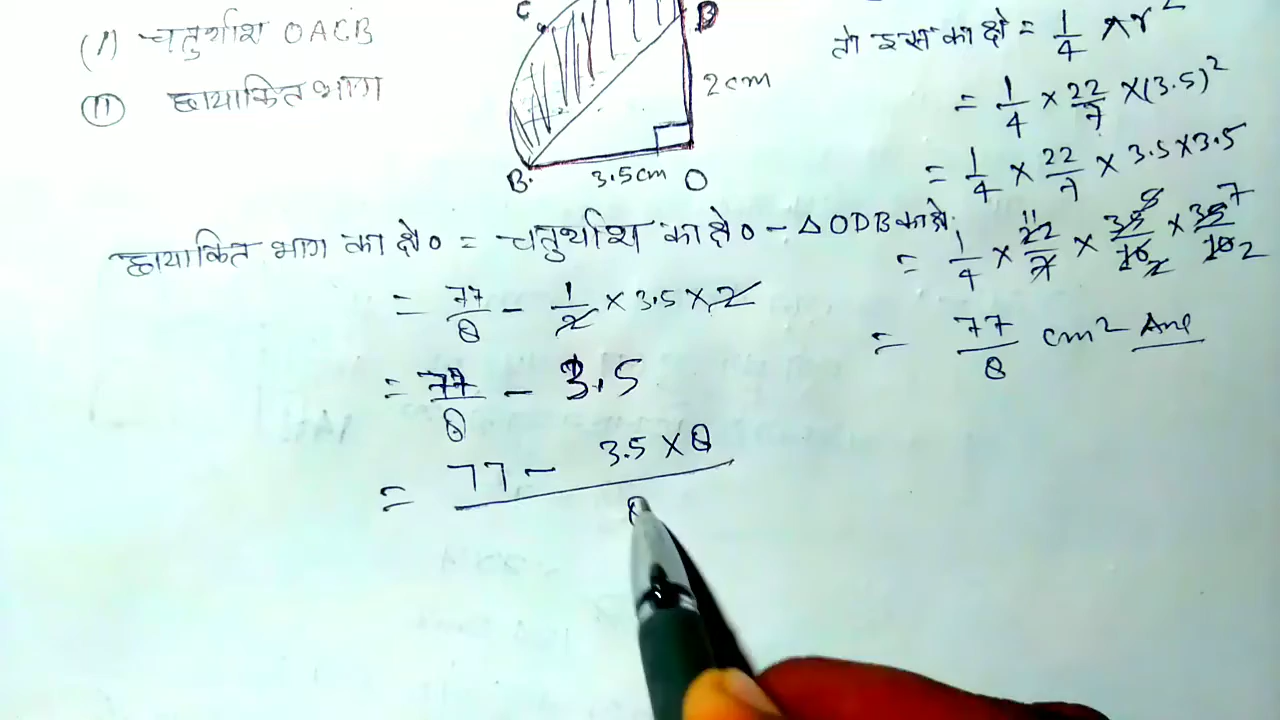 (I) चतुर्थांश OACB
(II) छायांकित भाग
C
D
2cm
B
3.5cm O
तो इसका क्षे = 1/4 πr²
= 1/4 × 22/7 × (3.5)²
= 1/4 × 22/7 × 3.5×3.5
= 1/4 × 22/7 × 35/10 × 35/10
= 77/8 cm² Ans
छायांकित भाग का क्षे० = चतुर्थांश का क्षे० - ΔODB का क्षे.
= 77/8 - 1/2 × 3.5 × 2
= 77/8 - 3.5
= 77 - 3.5 × 8 / 8